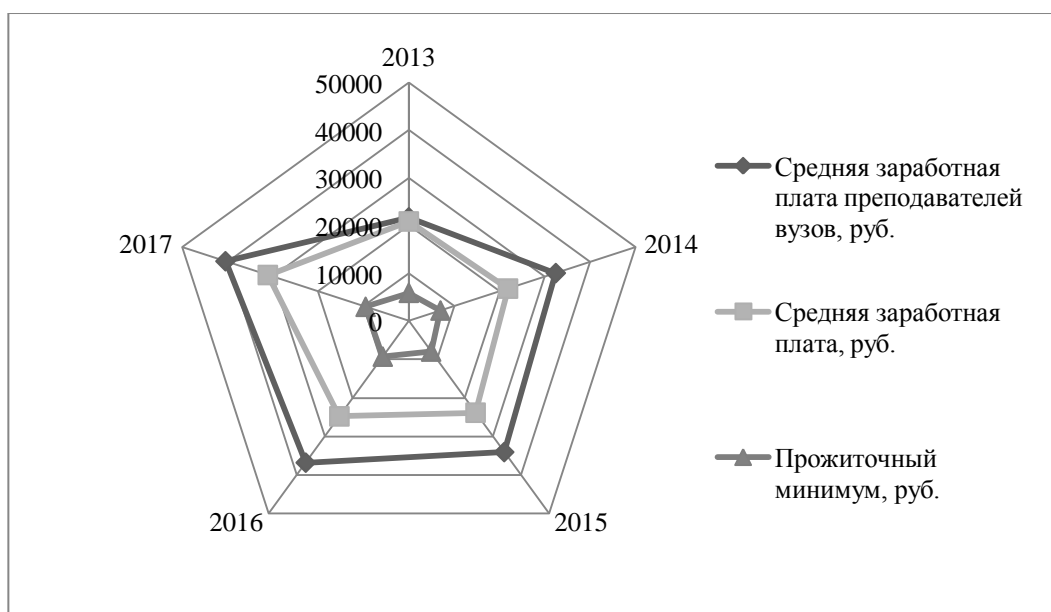 2013
50000
40000
30000
20000
10000
0
2014
2015
2016
2017
Средняя заработная
плата преподавателей
вузов, руб.
Средняя заработная
плата, руб.
Прожиточный
минимум, руб.